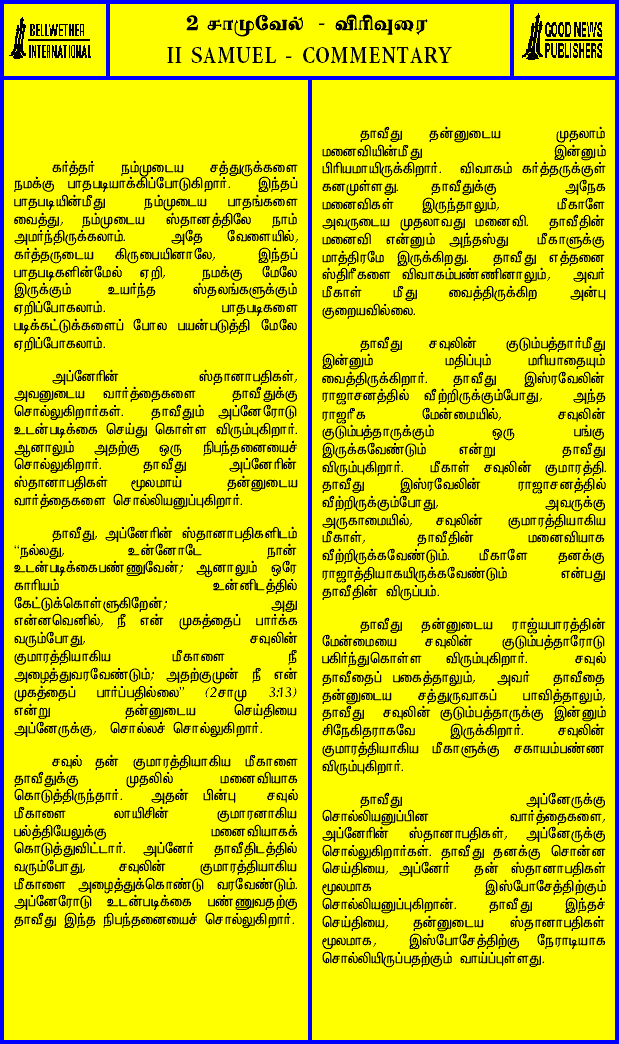 BELLWETHER
INTERNATIONAL
2 சாமுவேல் - விரிவுரை
II SAMUEL - COMMENTARY
GOOD NEWS
PUBLISHERS
கர்த்தர் நம்முடைய சத்துருக்களை
நமக்கு பாதபடியாக்கிப்போடுகிறார். இந்தப்
பாதபடியின்மீது நம்முடைய பாதங்களை
வைத்து, நம்முடைய ஸ்தானத்திலே நாம்
அமர்ந்திருக்கலாம். அதே வேளையில்,
கர்த்தருடைய கிருபையினாலே, இந்தப்
பாதபடிகளின்மேல் ஏறி, நமக்கு மேலே
இருக்கும் உயர்ந்த ஸ்தலங்களுக்கும்
ஏறிப்போகலாம். பாதபடிகளை
படிக்கட்டுக்களைப் போல பயன்படுத்தி மேலே
ஏறிப்போகலாம்.
அப்னேரின் ஸ்தானாபதிகள்,
அவனுடைய வார்த்தைகளை தாவீதுக்கு
சொல்லுகிறார்கள். தாவீதும் அப்னேரோடு
உடன்படிக்கை செய்து கொள்ள விரும்புகிறார்.
ஆனாலும் அதற்கு ஒரு நிபந்தனையைச்
சொல்லுகிறார். தாவீது அப்னேரின்
ஸ்தானாபதிகள் மூலமாய் தன்னுடைய
வார்த்தைகளை சொல்லியனுப்புகிறார்.
தாவீது, அப்னேரின் ஸ்தானாபதிகளிடம்
“நல்லது, உன்னோடே நான்
உடன்படிக்கைபண்ணுவேன்; ஆனாலும் ஒரே
காரியம் உன்னிடத்தில்
கேட்டுக்கொள்ளுகிறேன்; அது
என்னவெனில், நீ என் முகத்தைப் பார்க்க
வரும்போது, சவுலின்
குமாரத்தியாகிய மீகாளை நீ
அழைத்துவரவேண்டும்; அதற்குமுன் நீ என்
முகத்தைப் பார்ப்பதில்லை” (2சாமு 3:13)
என்று தன்னுடைய செய்தியை
அப்னேருக்கு, சொல்லச் சொல்லுகிறார்.
சவுல் தன் குமாரத்தியாகிய மீகாளை
தாவீதுக்கு முதலில் மனைவியாக
கொடுத்திருந்தார். அதன் பின்பு சவுல்
மீகாளை லாயிசின் குமாரனாகிய
பல்த்தியேலுக்கு மனைவியாகக்
கொடுத்துவிட்டார். அப்னேர் தாவீதிடத்தில்
வரும்போது, சவுலின் குமாரத்தியாகிய
மீகாளை அழைத்துக்கொண்டு வரவேண்டும்.
அப்னேரோடு உடன்படிக்கை பண்ணுவதற்கு
தாவீது இந்த நிபந்தனையைச் சொல்லுகிறார்.
தாவீது தன்னுடைய முதலாம்
மனைவியின்மீது இன்னும்
பிரியமாயிருக்கிறார். விவாகம் கர்த்தருக்குள்
கனமுள்ளது. தாவீதுக்கு அநேக
மனைவிகள் இருந்தாலும், மீகாளே
அவருடைய முதலாவது மனைவி. தாவீதின்
மனைவி என்னும் அந்தஸ்து மீகாளுக்கு
மாத்திரமே இருக்கிறது. தாவீது எத்தனை
ஸ்திரீகளை விவாகம்பண்ணினாலும், அவர்
மீகாள் மீது வைத்திருக்கிற அன்பு
குறையவில்லை.
தாவீது சவுலின் குடும்பத்தார்மீது
இன்னும் மதிப்பும் மரியாதையும்
வைத்திருக்கிறார். தாவீது இஸ்ரவேலின்
ராஜாசனத்தில் வீற்றிருக்கும்போது, அந்த
ராஜரீக மேன்மையில், சவுலின்
குடும்பத்தாருக்கும் ஒரு பங்கு
இருக்கவேண்டும் என்று தாவீது
விரும்புகிறார். மீகாள் சவுலின் குமாரத்தி.
தாவீது இஸ்ரவேலின் ராஜாசனத்தில்
வீற்றிருக்கும்போது, அவருக்கு
அருகாமையில், சவுலின் குமாரத்தியாகிய
மீகாள், தாவீதின் மனைவியாக
வீற்றிருக்கவேண்டும். மீகாளே தனக்கு
ராஜாத்தியாகயிருக்கவேண்டும் என்பது
தாவீதின் விருப்பம்.
தாவீது தன்னுடைய ராஜ்யபாரத்தின்
மேன்மையை சவுலின் குடும்பத்தாரோடு
பகிர்ந்துகொள்ள விரும்புகிறார். சவுல்
தாவீதைப் பகைத்தாலும், அவர் தாவீதை
தன்னுடைய சத்துருவாகப் பாவித்தாலும்,
தாவீது சவுலின் குடும்பத்தாருக்கு இன்னும்
சிநேகிதராகவே இருக்கிறார். சவுலின்
குமாரத்தியாகிய மீகாளுக்கு சகாயம்பண்ண
விரும்புகிறார்.
தாவீது அப்னேருக்கு
சொல்லியனுப்பின வார்த்தைகளை,
அப்னேரின் ஸ்தானாபதிகள், அப்னேருக்கு
சொல்லுகிறார்கள். தாவீது தனக்கு சொன்ன
செய்தியை, அப்னேர் தன் ஸ்தானாபதிகள்
மூலமாக இஸ்போசேத்திற்கும்
சொல்லியனுப்புகிறான். தாவீது இந்தச்
செய்தியை, தன்னுடைய ஸ்தானாபதிகள்
மூலமாக, இஸ்போசேத்திற்கு நேராடியாக
சொல்லியிருப்பதற்கும் வாய்ப்புள்ளது.